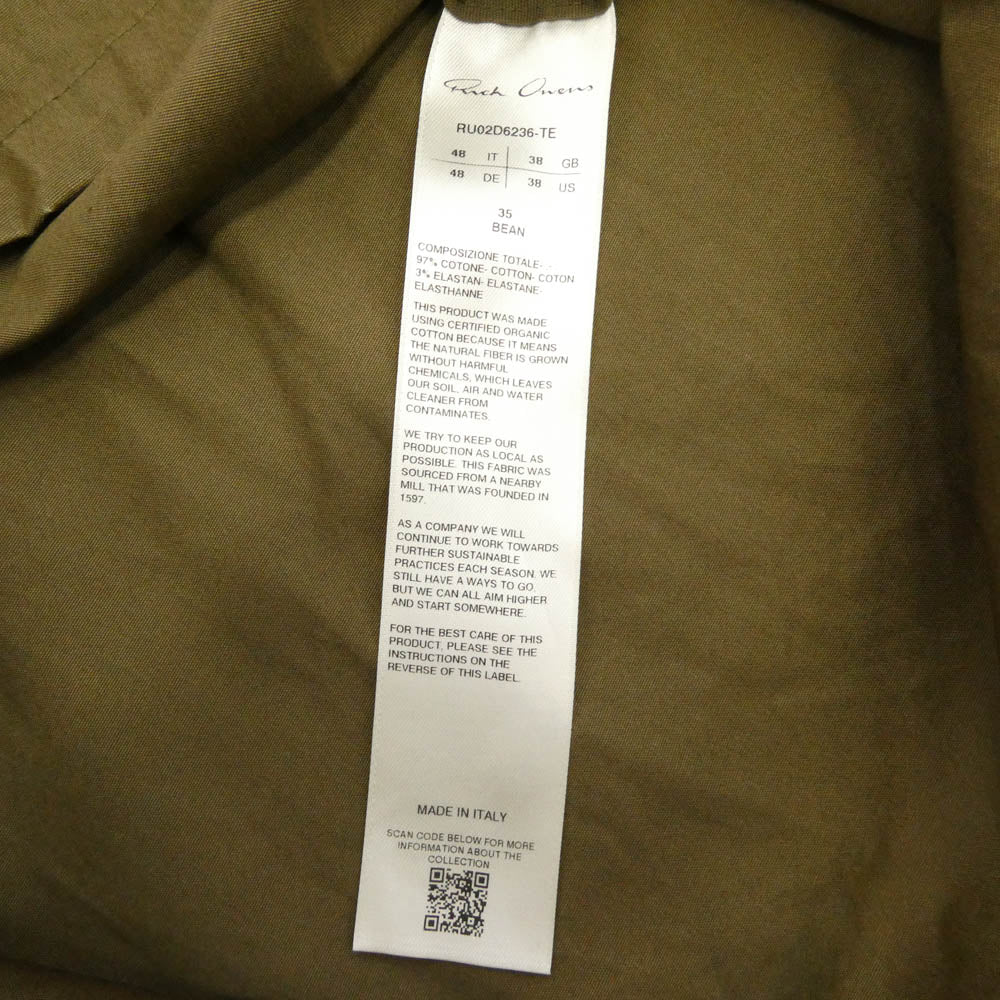 Rick Owens
RU02D6236-TE
48 IT 38 GB
48 DE 38 US
35
BEAN
COMPOSIZIONE TOTALE- -
97% COTONE- COTTON- COTON
3% ELASTAN- ELASTANE-
ELASTHANNE
THIS PRODUCT WAS MADE
USING CERTIFIED ORGANIC
COTTON BECAUSE IT MEANS
THE NATURAL FIBER IS GROWN
WITHOUT HARMFUL
CHEMICALS, WHICH LEAVES
OUR SOIL, AIR AND WATER
CLEANER FROM
CONTAMINATES.
WE TRY TO KEEP OUR
PRODUCTION AS LOCAL AS
POSSIBLE. THIS FABRIC WAS
SOURCED FROM A NEARBY
MILL THAT WAS FOUNDED IN
1597.
AS A COMPANY WE WILL
CONTINUE TO WORK TOWARDS
FURTHER SUSTAINABLE
PRACTICES EACH SEASON. WE
STILL HAVE A WAYS TO GO,
BUT WE CAN ALL AIM HIGHER
AND START SOMEWHERE.
FOR THE BEST CARE OF THIS
PRODUCT, PLEASE SEE THE
INSTRUCTIONS ON THE
REVERSE OF THIS LABEL.
MADE IN ITALY
SCAN CODE BELOW FOR MORE
INFORMATION ABOUT THE
COLLECTION